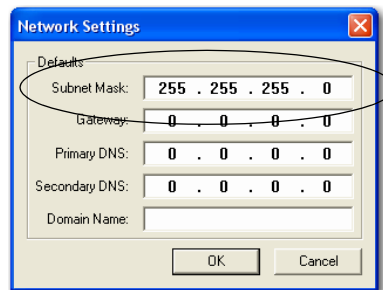 Network Settings
Defaults
Subnet Mask: 255 . 255 . 255 . 0
Gateway: 0 . 0 . 0 . 0
Primary DNS: 0 . 0 . 0 . 0
Secondary DNS: 0 . 0 . 0 . 0
Domain Name:
OK Cancel